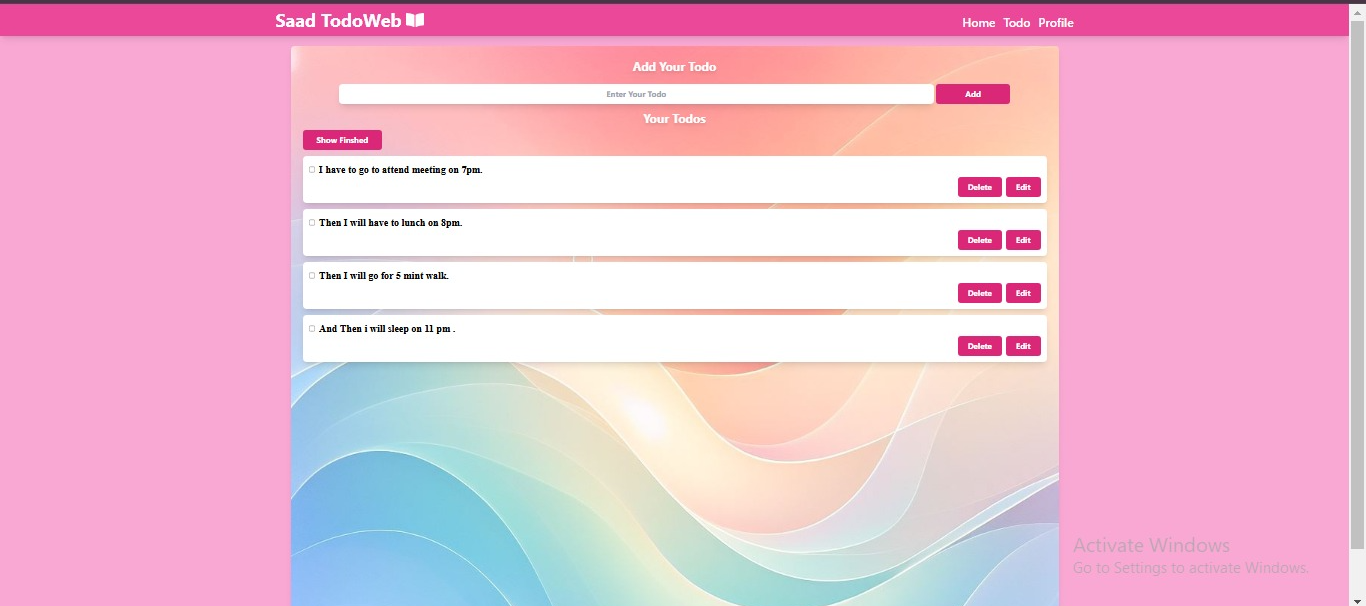 Saad TodoWeb
Home Todo Profile
Add Your Todo
Enter Your Todo
Add
Your Todos
Show Finshed
I have to go to attend meeting on 7pm.
Delete Edit
Then I will have to lunch on 8pm.
Delete Edit
Then I will go for 5 mint walk.
Delete Edit
And Then i will sleep on 11 pm .
Delete Edit
Activate Windows
Go to Settings to activate Windows.